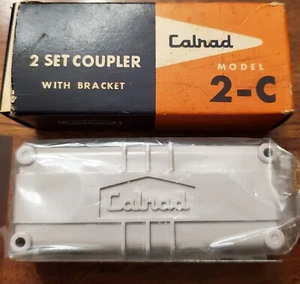 2 SET COUPLER
WITH BRACKET
Calrad
MODEL
2-C
Calrad